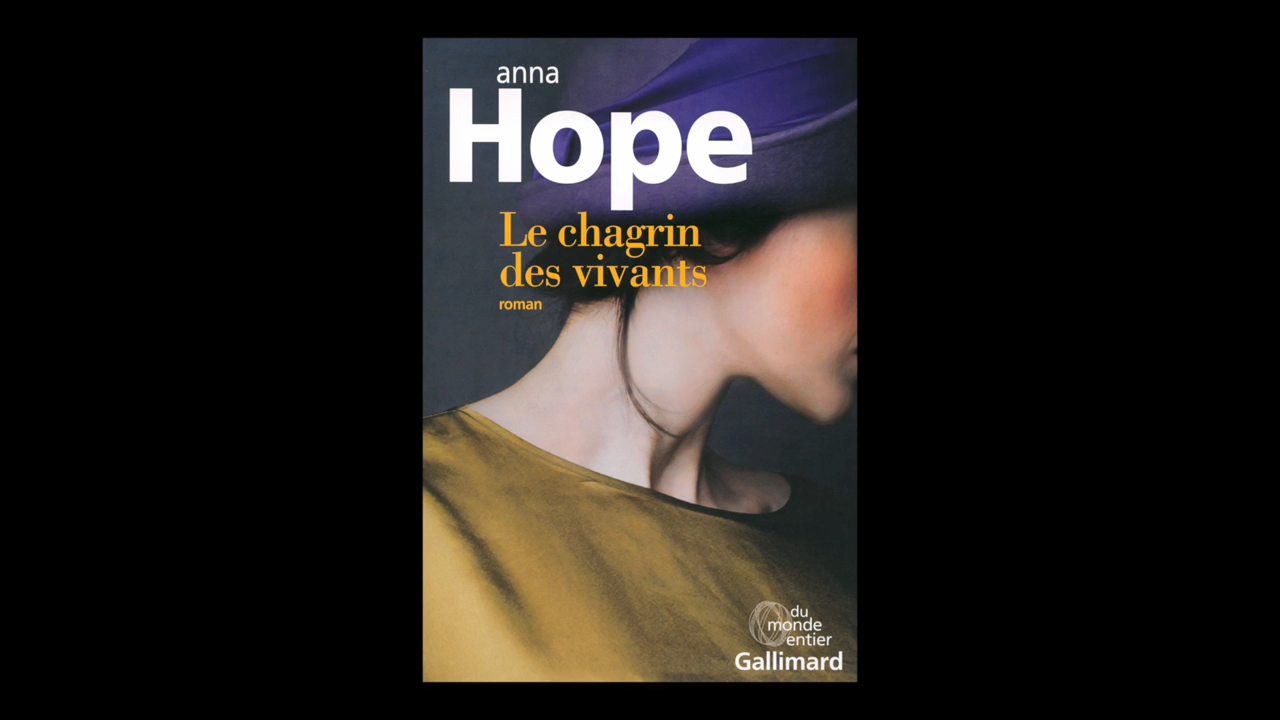 anna
Hope
Le chagrin
des vivants
roman
du
monde
entier
Gallimard